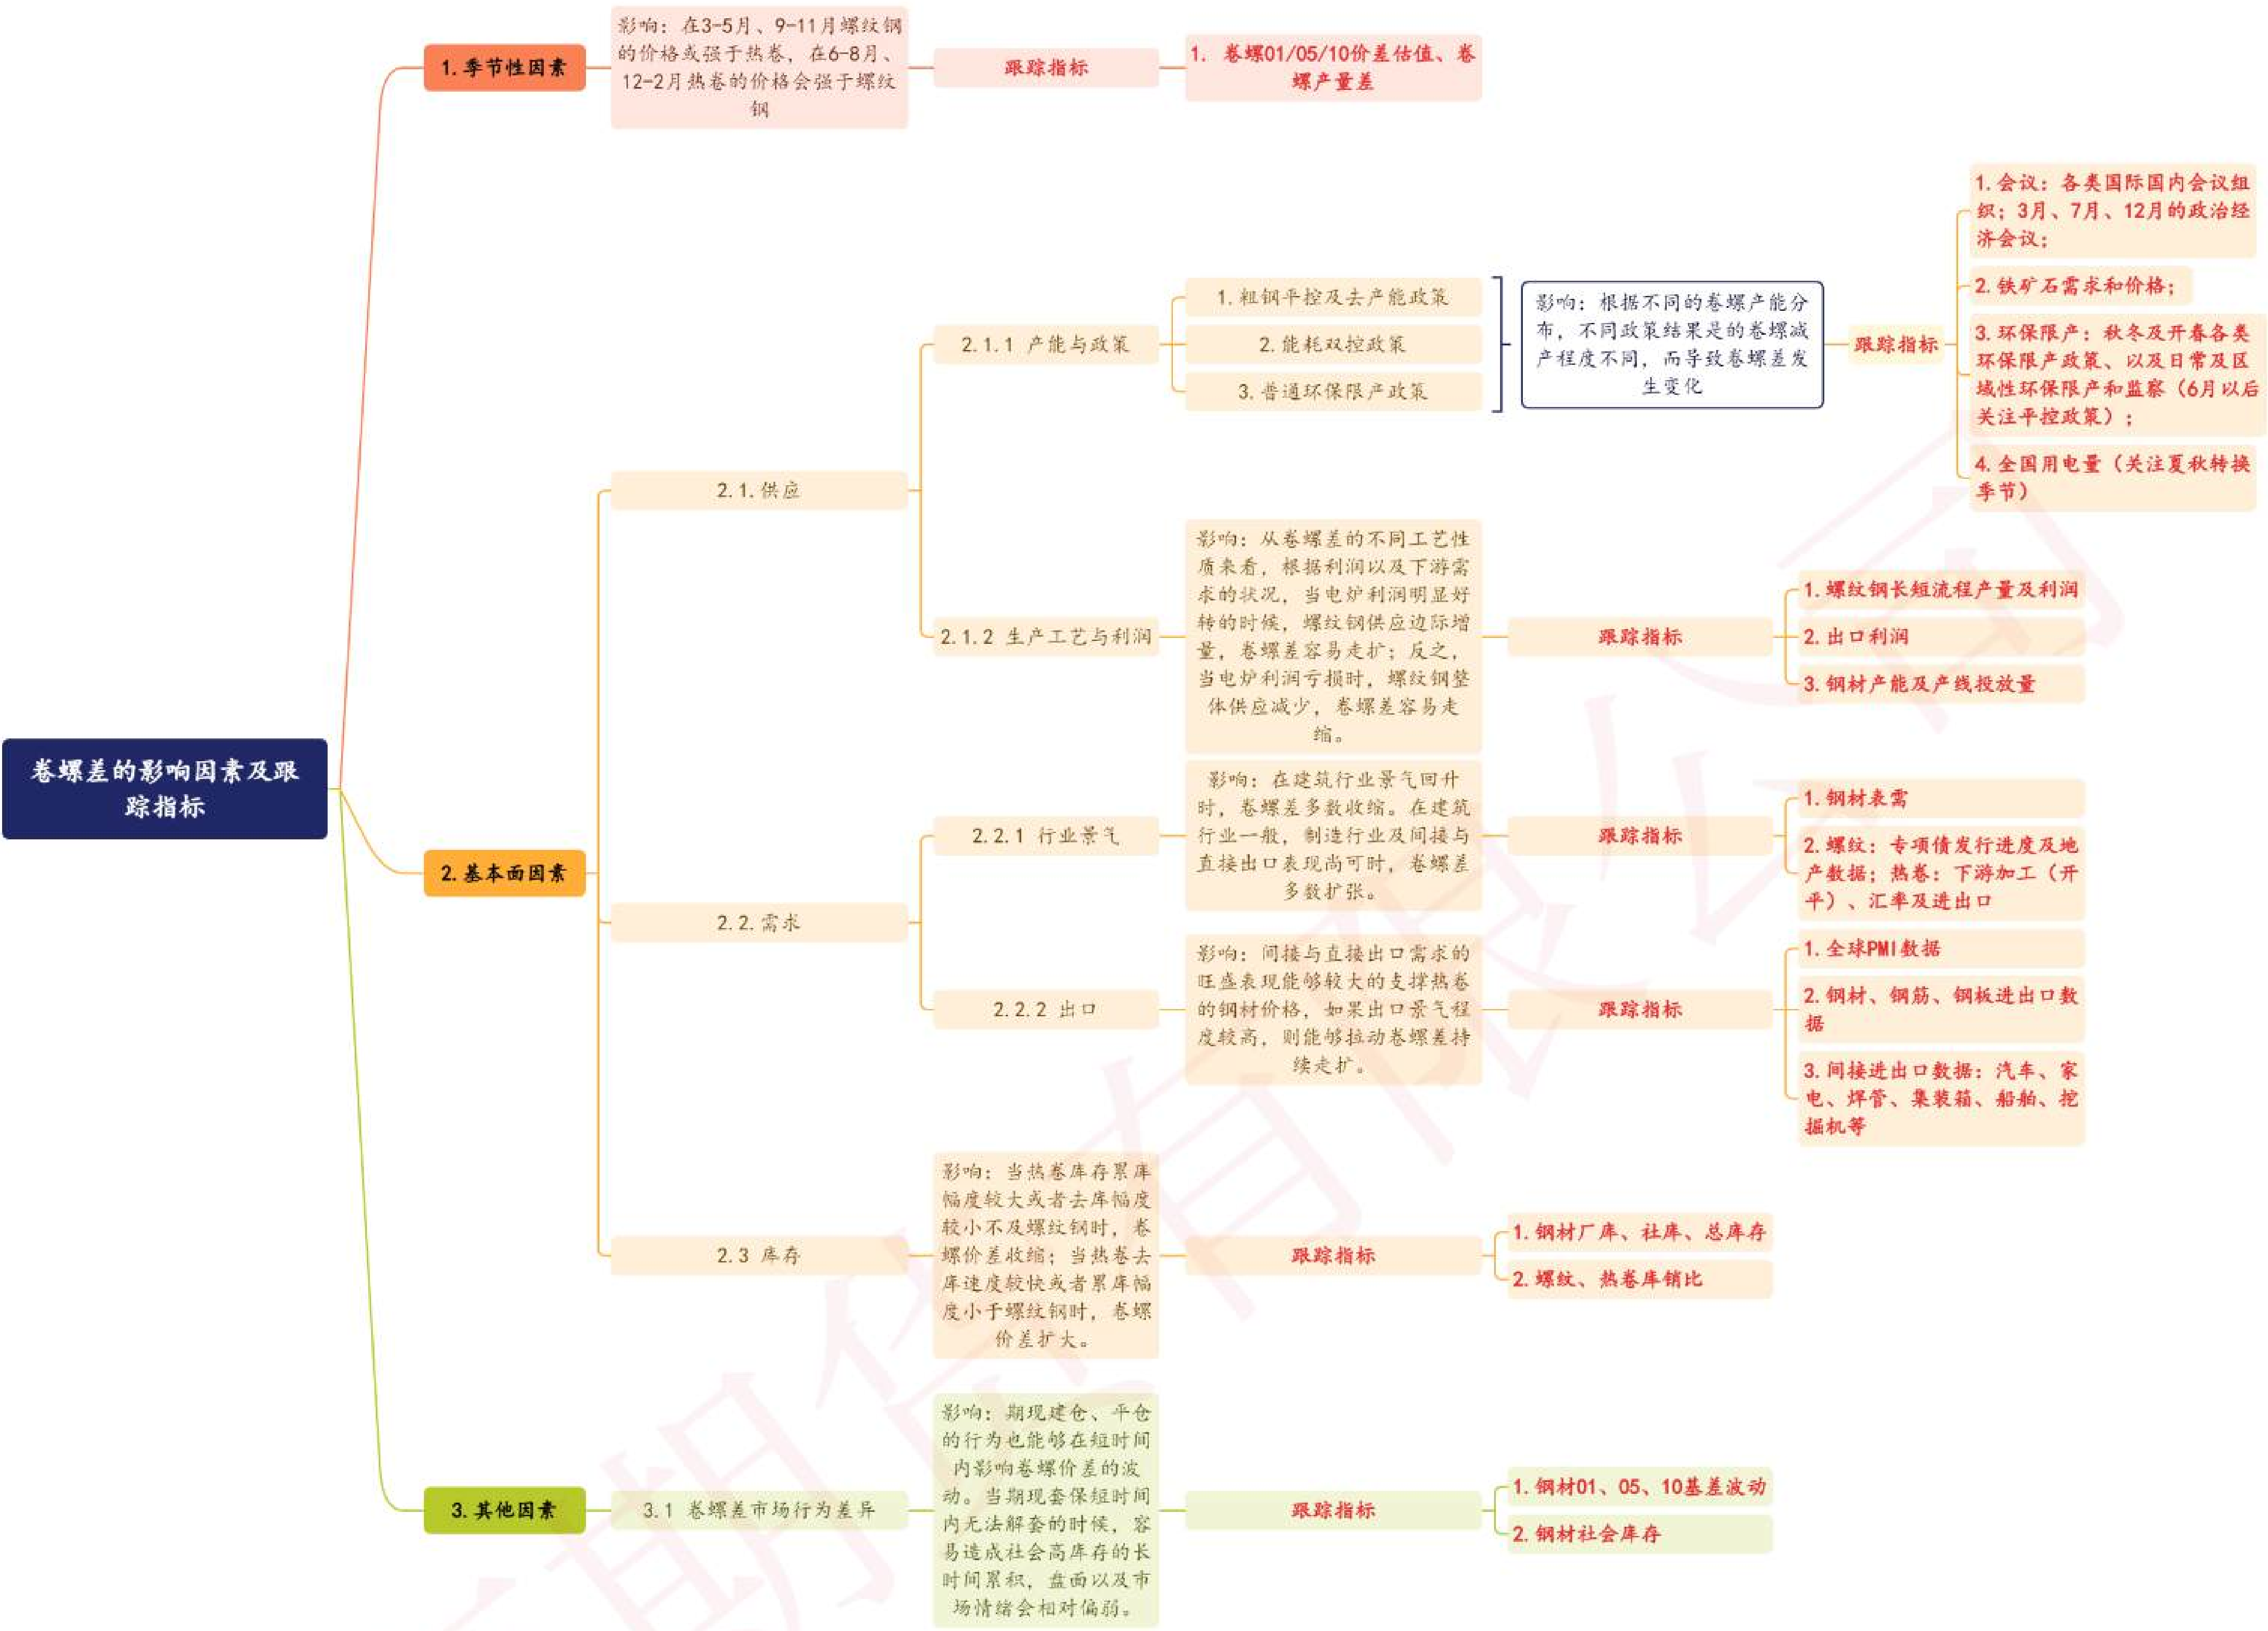 卷螺差的影响因素及跟
踪指标
1.季节性因素
影响：在3-5月、9-11月螺纹钢
的价格或强于热卷，在6-8月、
12-2月热卷的价格会强于螺纹
钢
跟踪指标
1. 卷螺01/05/10价差估值、卷
螺产量差
2.基本面因素
2.1.供应
2.1.1 产能与政策
1.粗钢平控及去产能政策
2.能耗双控政策
3.普通环保限产政策
影响：根据不同的卷螺产能分
布，不同政策结果是的卷螺减
产程度不同，而导致卷螺差发
生变化
跟踪指标
1.会议：各类国际国内会议组
织；3月、7月、12月的政治经
济会议；
2.铁矿石需求和价格；
3.环保限产：秋冬及开春各类
环保限产政策、以及日常及区
域性环保限产和监察（6月以后
关注平控政策）；
4.全国用电量（关注夏秋转换
季节）
2.1.2 生产工艺与利润
影响：从卷螺差的不同工艺性
质来看，根据利润以及下游需
求的状况，当电炉利润明显好
转的时候，螺纹钢供应边际增
量，卷螺差容易走扩；反之，
当电炉利润亏损时，螺纹钢整
体供应减少，卷螺差容易走
缩。
跟踪指标
1.螺纹钢长短流程产量及利润
2.出口利润
3.钢材产能及产线投放量
2.2.需求
2.2.1 行业景气
影响：在建筑行业景气回升
时，卷螺差多数收缩。在建筑
行业一般，制造行业及间接与
直接出口表现尚可时，卷螺差
多数扩张。
跟踪指标
1.钢材表需
2.螺纹：专项债发行进度及地
产数据；热卷：下游加工（开
平）、汇率及进出口
2.2.2 出口
影响：间接与直接出口需求的
旺盛表现能够较大的支撑热卷
的钢材价格，如果出口景气程
度较高，则能够拉动卷螺差持
续走扩。
跟踪指标
1.全球PMI数据
2.钢材、钢筋、钢板进出口数
据
3.间接进出口数据：汽车、家
电、焊管、集装箱、船舶、挖
掘机等
2.3 库存
影响：当热卷库存累库
幅度较大或者去库幅度
较小不及螺纹钢时，卷
螺价差收缩；当热卷去
库速度较快或者累库幅
度小于螺纹钢时，卷螺
价差扩大。
跟踪指标
1.钢材厂库、社库、总库存
2.螺纹、热卷库销比
3.其他因素
3.1 卷螺差市场行为差异
影响：期现建仓、平仓
的行为也能够在短时间
内影响卷螺价差的波
动。当期现套保短时间
内无法解套的时候，容
易造成社会高库存的长
时间累积，盘面以及市
场情绪会相对偏弱。
跟踪指标
1.钢材01、05、10基差波动
2.钢材社会库存
期货有限公司